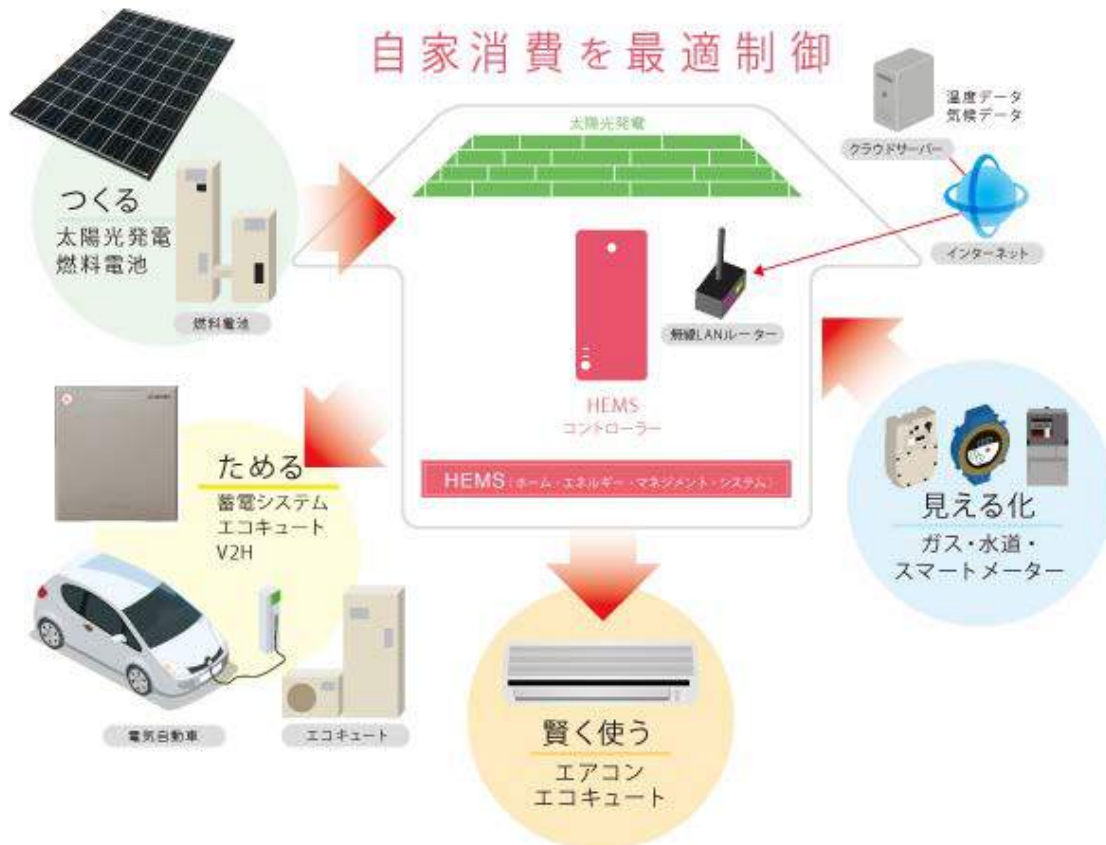 自家消費を最適制御
太陽光発電
温度データ
気候データ
クラウドサーバー
インターネット
つくる
太陽光発電
燃料電池
燃料電池
無線LANルーター
HEMS
コントローラー
HEMS(ホーム・エネルギー・マネジメント・システム)
ためる
蓄電システム
エコキュート
V2H
電気自動車
エコキュート
見える化
ガス・水道・
スマートメーター
賢く使う
エアコン
エコキュート